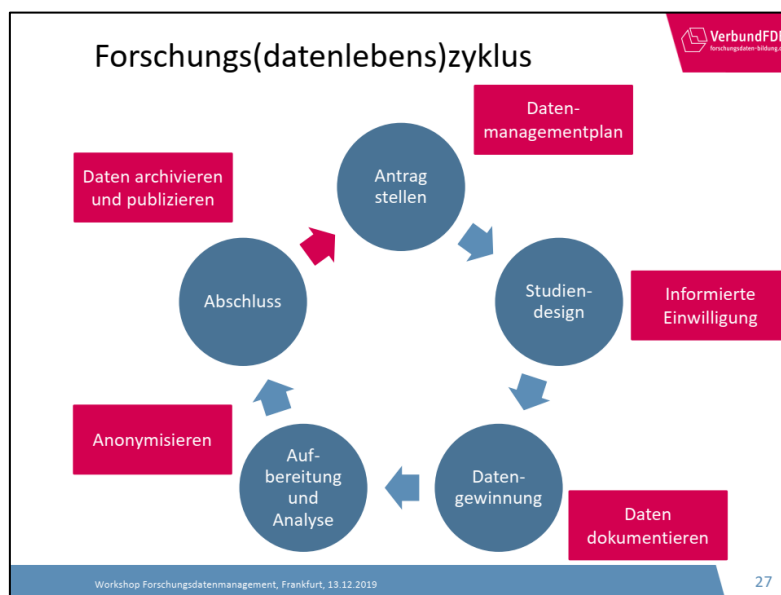 Forschungs(datenlebens)zyklus
VerbundFDB
forschungsdaten-bildung.de
Daten-
managementplan
Antrag
stellen
Daten archivieren
und publizieren
Abschluss
Studien-
design
Informierte
Einwilligung
Anonymisieren
Auf-
bereitung
und
Analyse
Daten-
gewinnung
Daten
dokumentieren
Workshop Forschungsdatenmanagement, Frankfurt, 13.12.2019
27